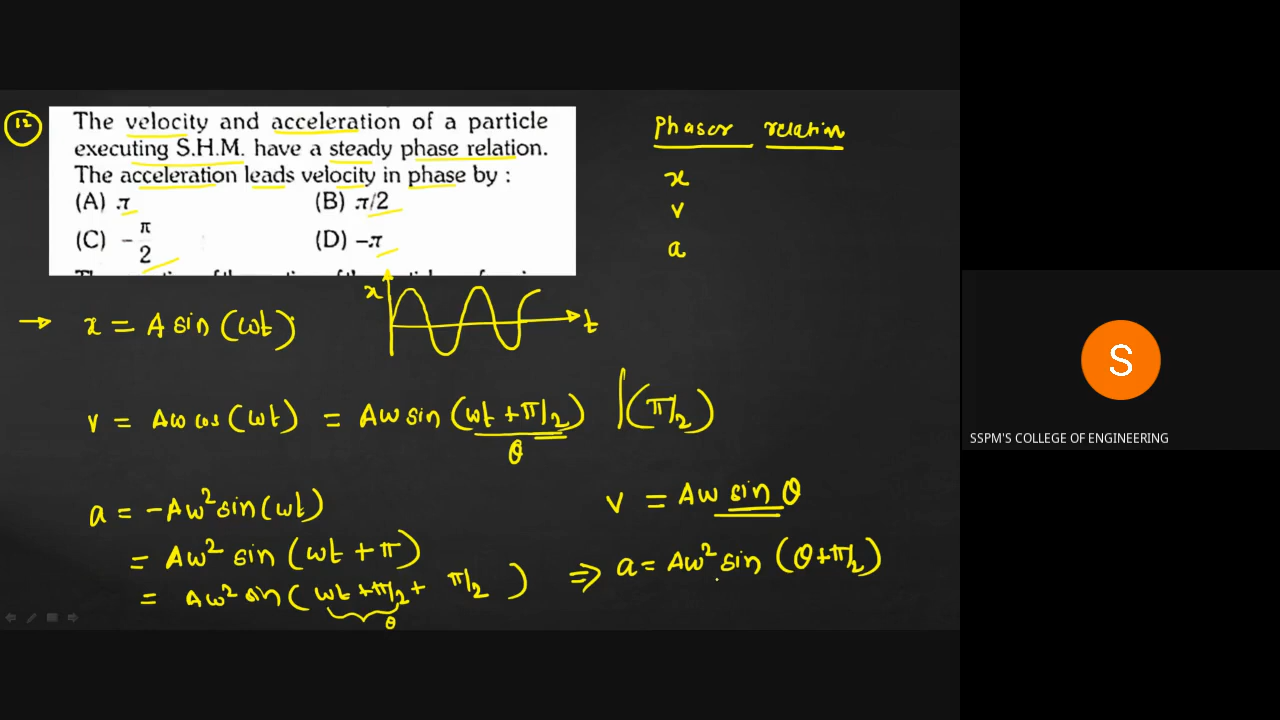 12
The velocity and acceleration of a particle
executing S.H.M. have a steady phase relation.
The acceleration leads velocity in phase by :
(A) π (B) π/2
(C) -π/2 (D) -π
Phasor relation
x
v
a
→ x = A sin (ωt)
x
t
v = Aω cos (ωt) = Aω sin (ωt + π/2) |(π/2)
θ
a = -Aω² sin (ωt)
= Aω² sin (ωt + π)
= Aω² sin (ωt + π/2 + π/2)
θ
v = Aω sin θ
⇒ a = Aω² sin (θ+π/2)
S
SSPM'S COLLEGE OF ENGINEERING